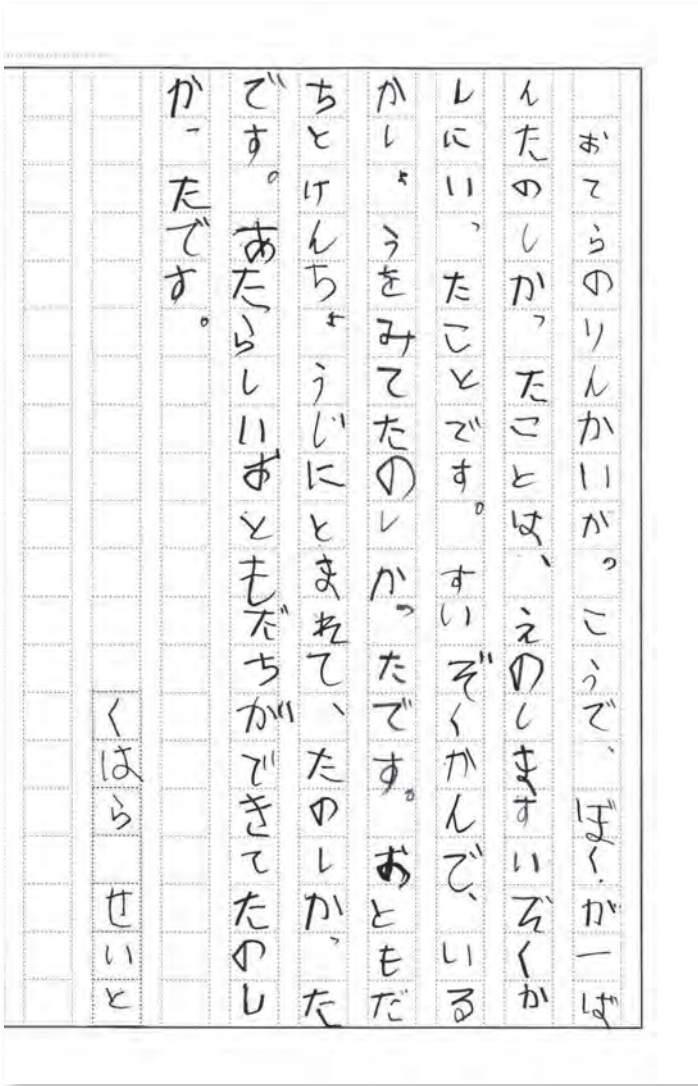 おてらのりんかいがっこうで、ぼくが一ば
んたのしかったことは、えのしますいぞくか
んにいったことです。すいぞくかんで、いる
かしょうをみてたのしかったです。おともだ
ちとけんちょうじにとまれて、たのしかった
です。あたらしいおともだちができてたのし
かったです。
くはら せいと